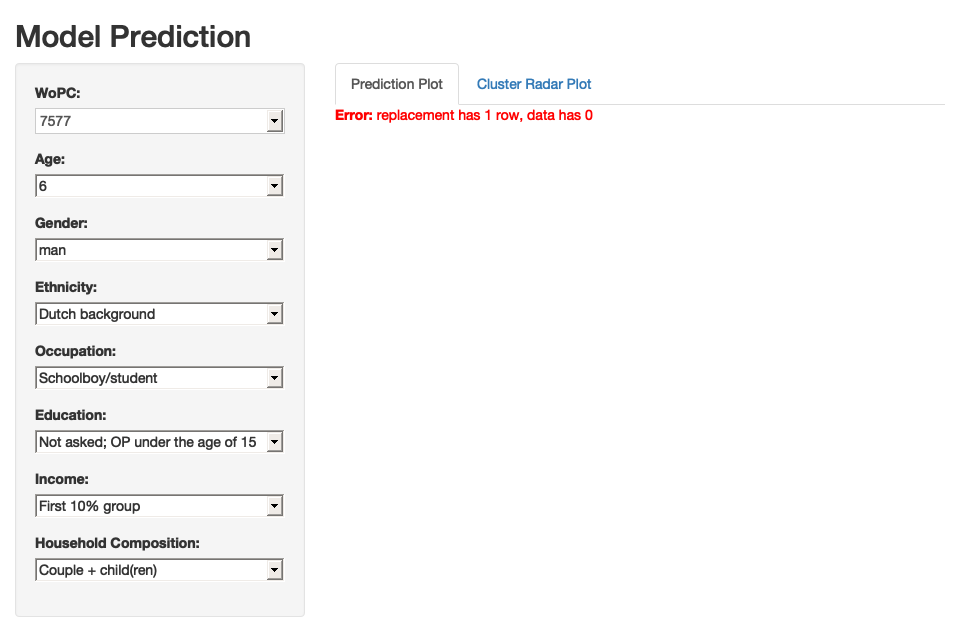 Model Prediction
WoPC:
7577
Age:
6
Gender:
man
Ethnicity:
Dutch background
Occupation:
Schoolboy/student
Education:
Not asked; OP under the age of 15
Income:
First 10% group
Household Composition:
Couple + child(ren)
Prediction Plot
Cluster Radar Plot
Error: replacement has 1 row, data has 0